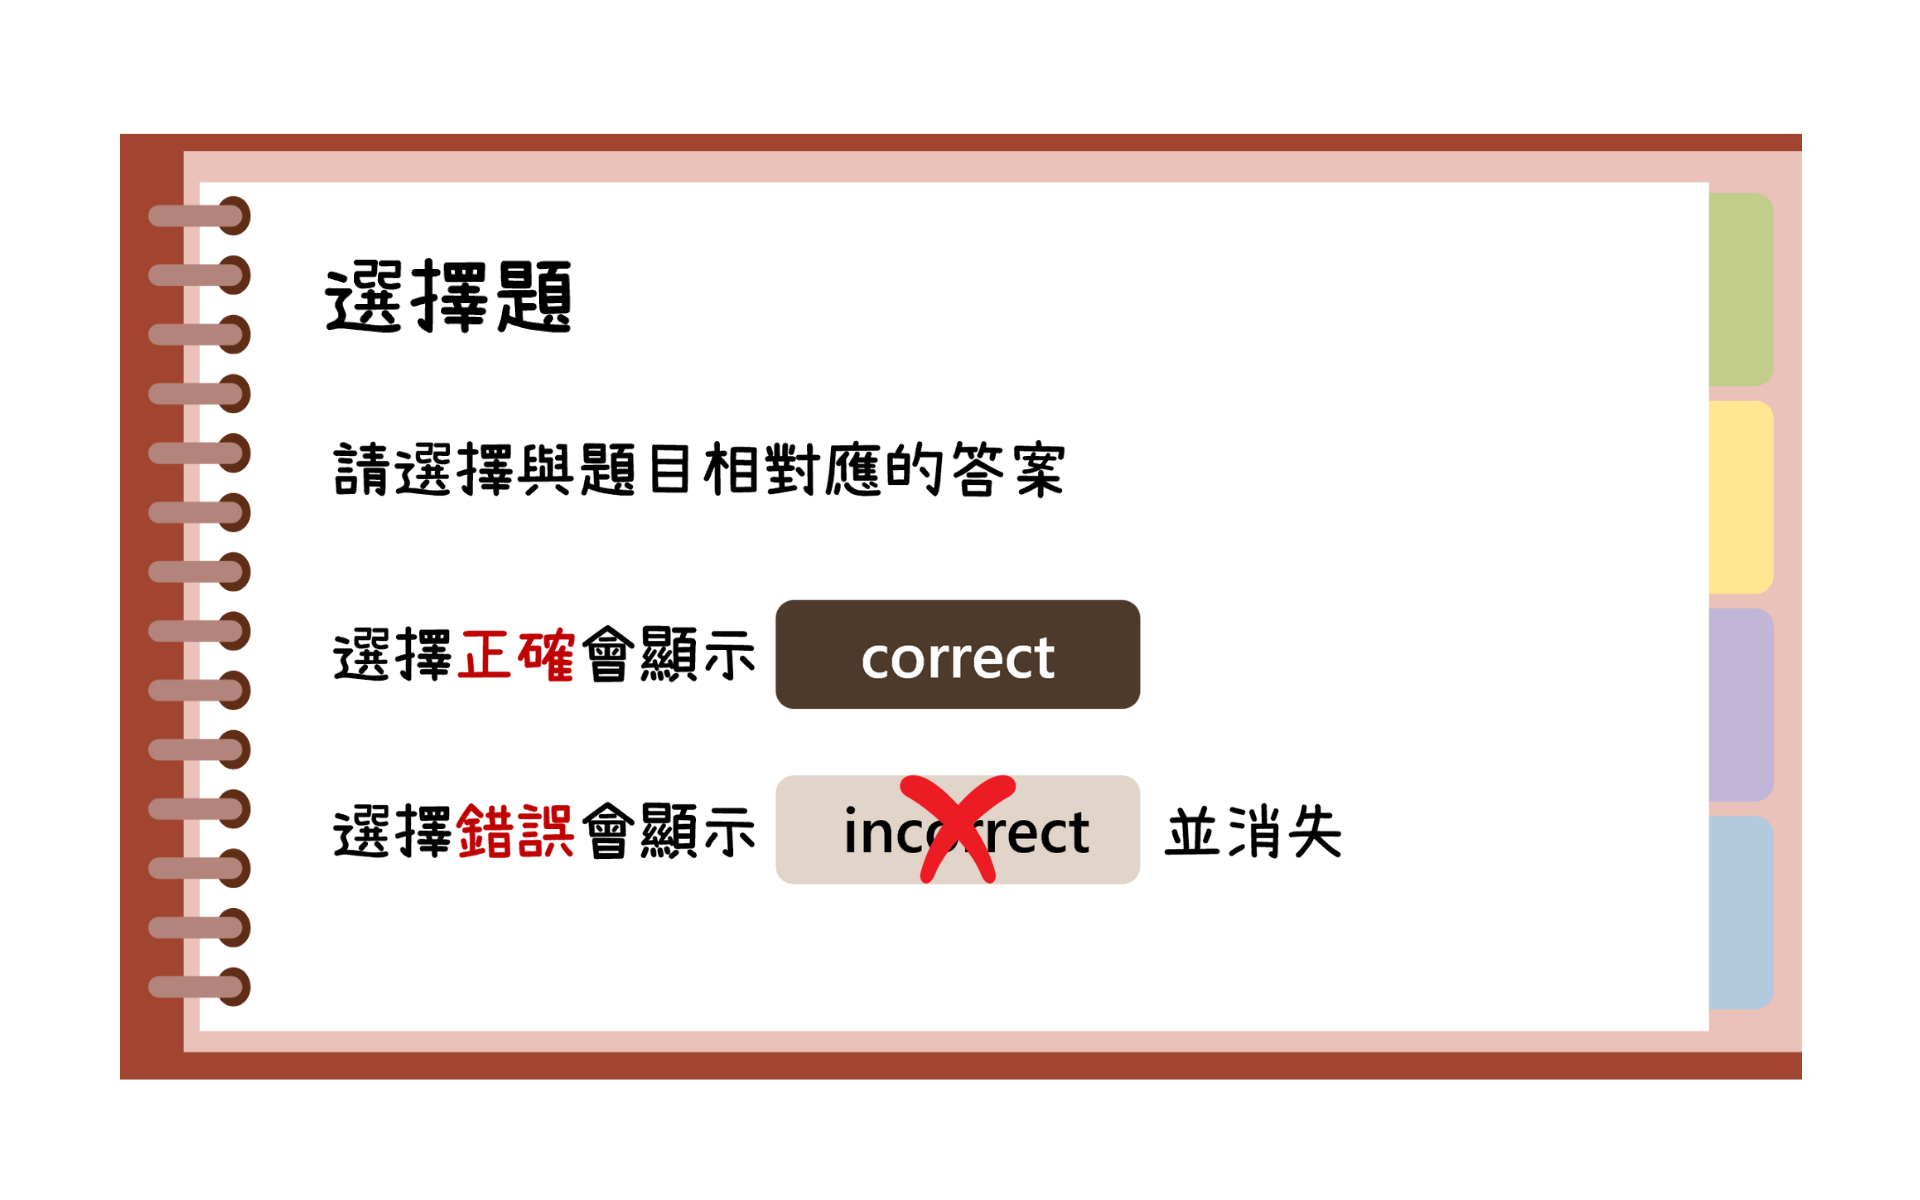 選擇題
請選擇與題目相對應的答案
選擇正確會顯示 correct
選擇錯誤會顯示 incorrect 並消失